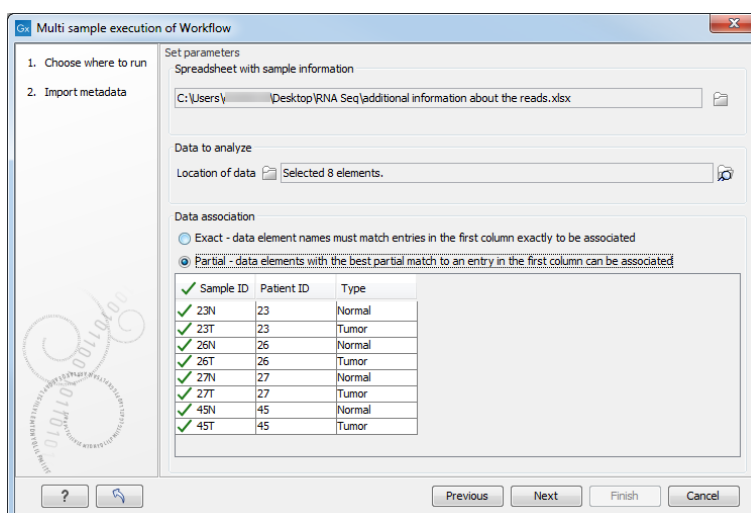 Gx Multi sample execution of Workflow
1. Choose where to run
2. Import metadata
Set parameters
Spreadsheet with sample information
C:\Users\ \Desktop\RNA Seq\additional information about the reads.xlsx
Data to analyze
Location of data Selected 8 elements.
Data association
Exact - data element names must match entries in the first column exactly to be associated
Partial - data elements with the best partial match to an entry in the first column can be associated
Sample ID Patient ID Type
23N 23 Normal
23T 23 Tumor
26N 26 Normal
26T 26 Tumor
27N 27 Normal
27T 27 Tumor
45N 45 Normal
45T 45 Tumor
? Previous Next Finish Cancel